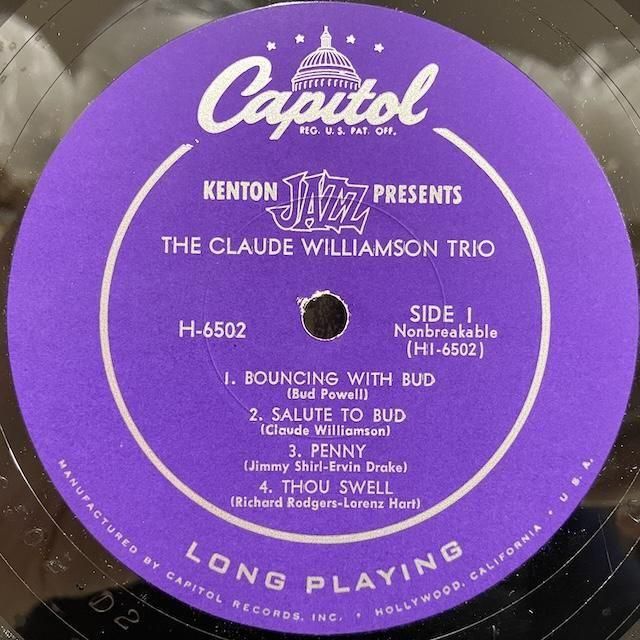 Capitol
REG. U.S. PAT. OFF.
KENTON JAZZ PRESENTS
THE CLAUDE WILLIAMSON TRIO
H-6502
SIDE 1
Nonbreakable
(H1-6502)
1. BOUNCING WITH BUD
(Bud Powell)
2. SALUTE TO BUD
(Claude Williamson)
3. PENNY
(Jimmy Shirl-Ervin Drake)
4. THOU SWELL
(Richard Rodgers-Lorenz Hart)
LONG PLAYING
MANUFACTURED BY CAPITOL RECORDS, INC. • HOLLYWOOD, CALIFORNIA • U.S.A.
D2